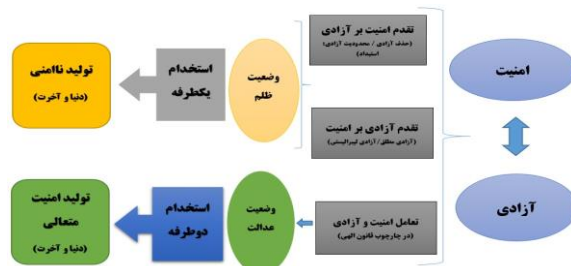 امنیت
آزادی
تقدم امنیت بر آزادی
(حذف آزادی / محدودیت آزادی:
استبداد)
تقدم آزادی بر امنیت
(آزادی مطلق/ آزادی لیبرالیستی)
تعامل امنیت و آزادی
(در چارچوب قانون الهی)
وضعیت
ظلم
استخدام
یکطرفه
تولید ناامنی
(دنیا و آخرت)
وضعیت
عدالت
استخدام
دوطرفه
تولید امنیت
متعالی
(دنیا و آخرت)